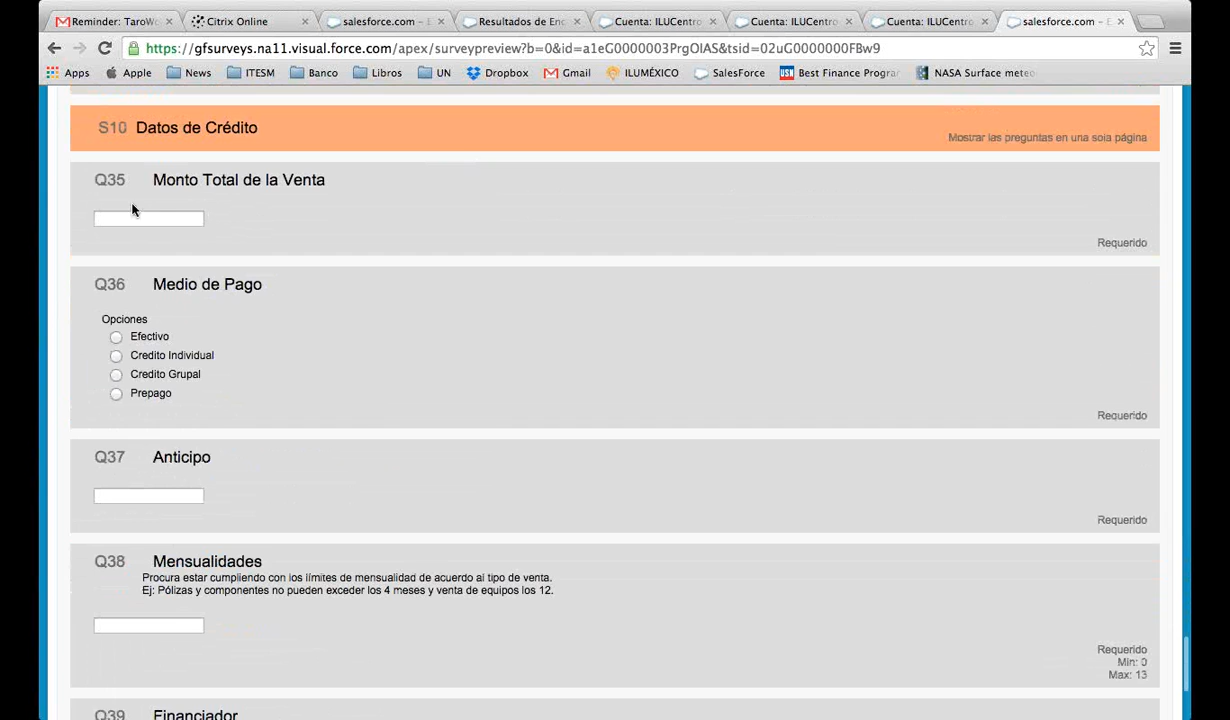 Reminder: TaroWo
Citrix Online
salesforce.com – E
Resultados de Enc
Cuenta: ILUCentro
Cuenta: ILUCentro
Cuenta: ILUCentro
salesforce.com – E
https://gfsurveys.na11.visual.force.com/apex/surveypreview?b=0&id=a1eG0000003PrgOIAS&tsid=02uG0000000FBw9
Apps
Apple
News
ITESM
Banco
Libros
UN
Dropbox
Gmail
ILUMÉXICO
SalesForce
Best Finance Progra
NASA Surface meteo
S10 Datos de Crédito
Mostrar las preguntas en una sola página
Q35 Monto Total de la Venta
Requerido
Q36 Medio de Pago
Opciones
Efectivo
Credito Individual
Credito Grupal
Prepago
Requerido
Q37 Anticipo
Requerido
Q38 Mensualidades
Procura estar cumpliendo con los límites de mensualidad de acuerdo al tipo de venta.
Ej: Pólizas y componentes no pueden exceder los 4 meses y venta de equipos los 12.
Requerido
Min: 0
Max: 13
Q39 Financiador